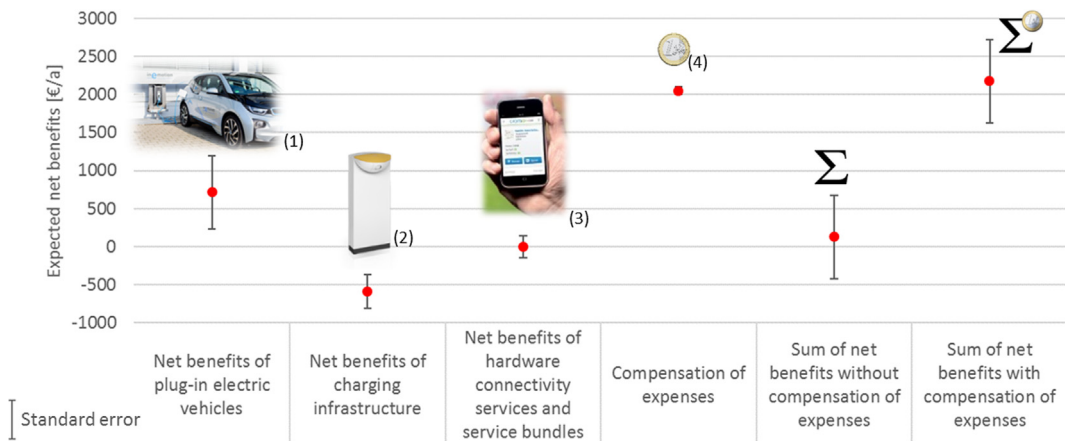 Expected net benefits [€/a]
3000
2500
2000
1500
1000
500
0
-500
-1000
(1)
(2)
(3)
(4)
Σ
Σ
Net benefits of
plug-in electric
vehicles
Net benefits of
charging
infrastructure
Net benefits of
hardware
connectivity
services and
service bundles
Compensation of
expenses
Sum of net
benefits without
compensation of
expenses
Sum of net
benefits with
compensation of
expenses
Standard error